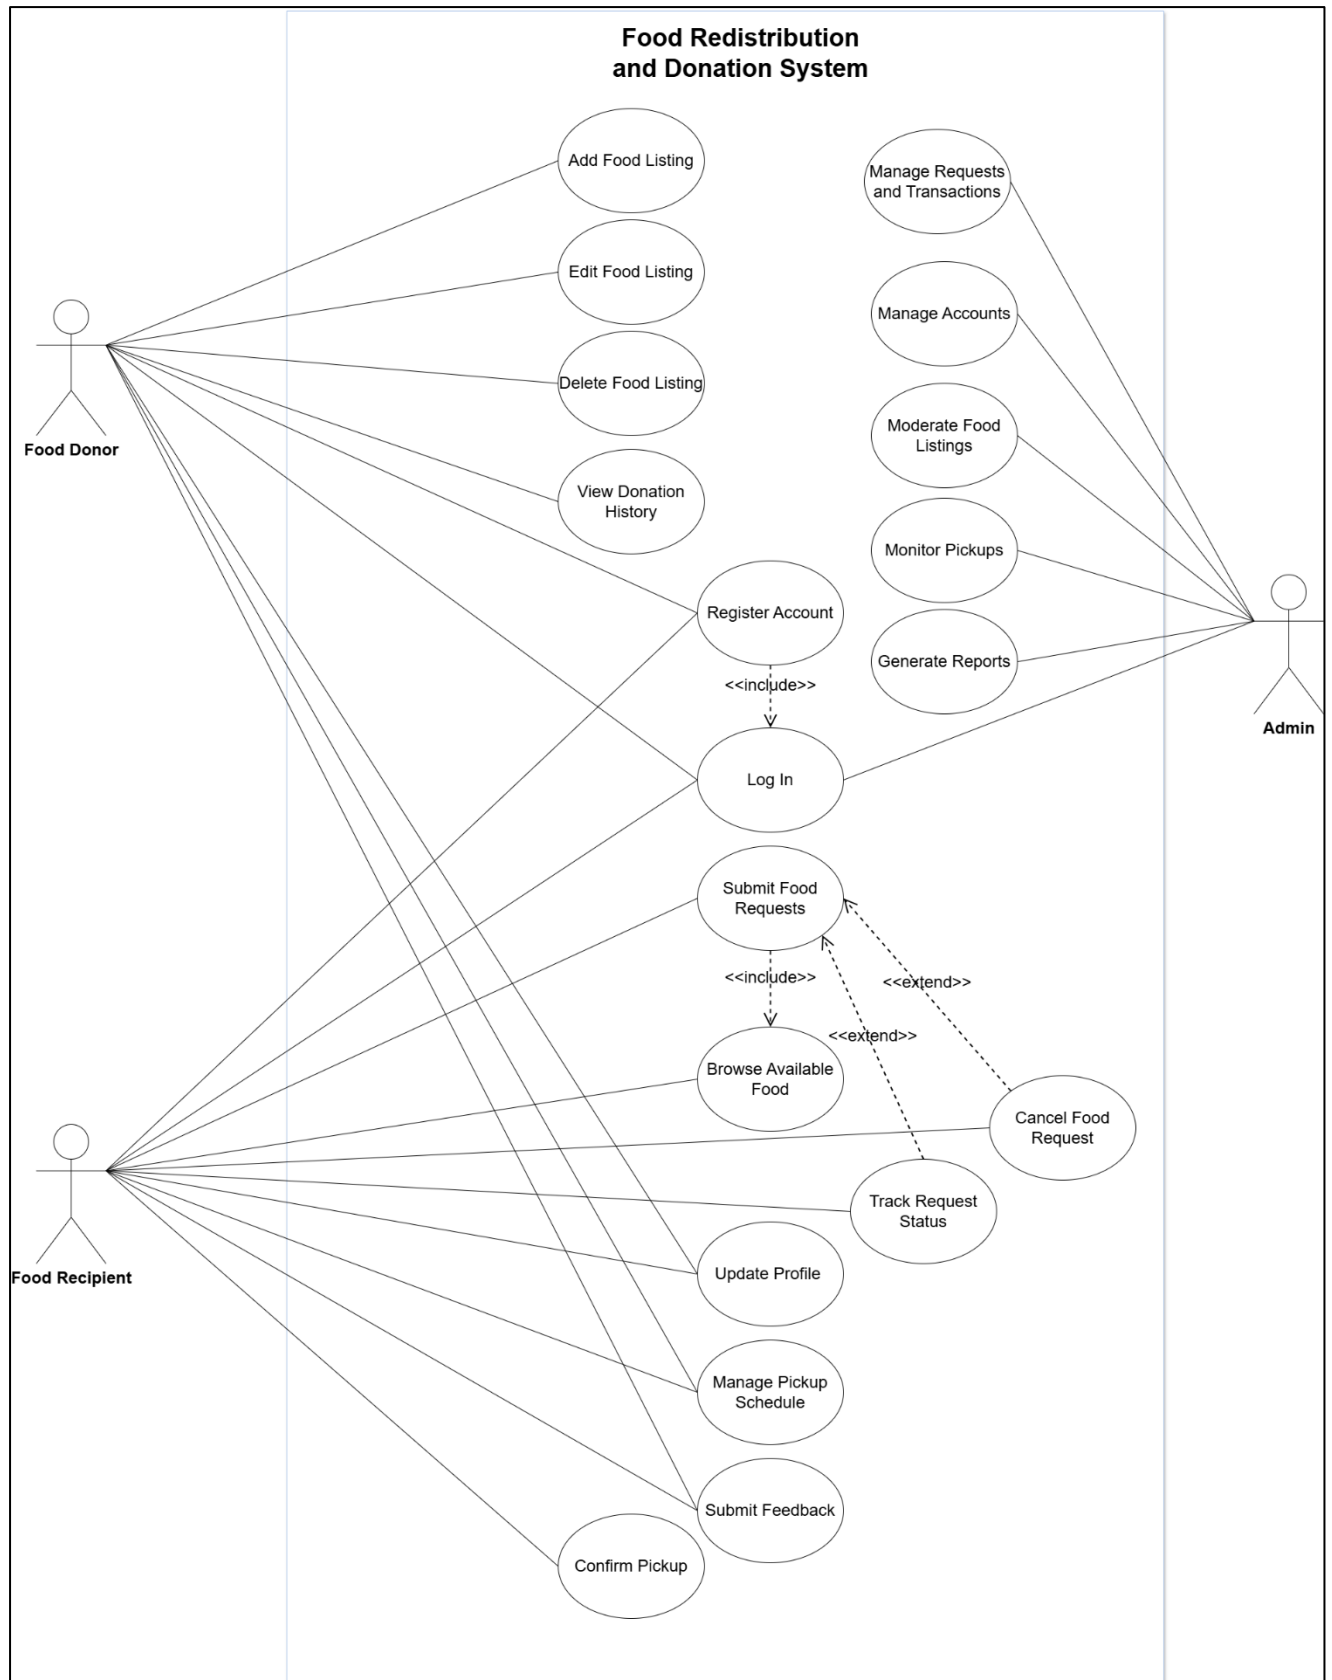 Food Redistribution
and Donation System
Add Food Listing
Manage Requests
and Transactions
Edit Food Listing
Manage Accounts
Delete Food Listing
Food Donor
Moderate Food
Listings
View Donation
History
Monitor Pickups
Register Account
Generate Reports
<<include>>
Admin
Log In
Submit Food
Requests
<<include>>
<<extend>>
<<extend>>
Browse Available
Food
Cancel Food
Request
Track Request
Status
Food Recipient
Update Profile
Manage Pickup
Schedule
Submit Feedback
Confirm Pickup